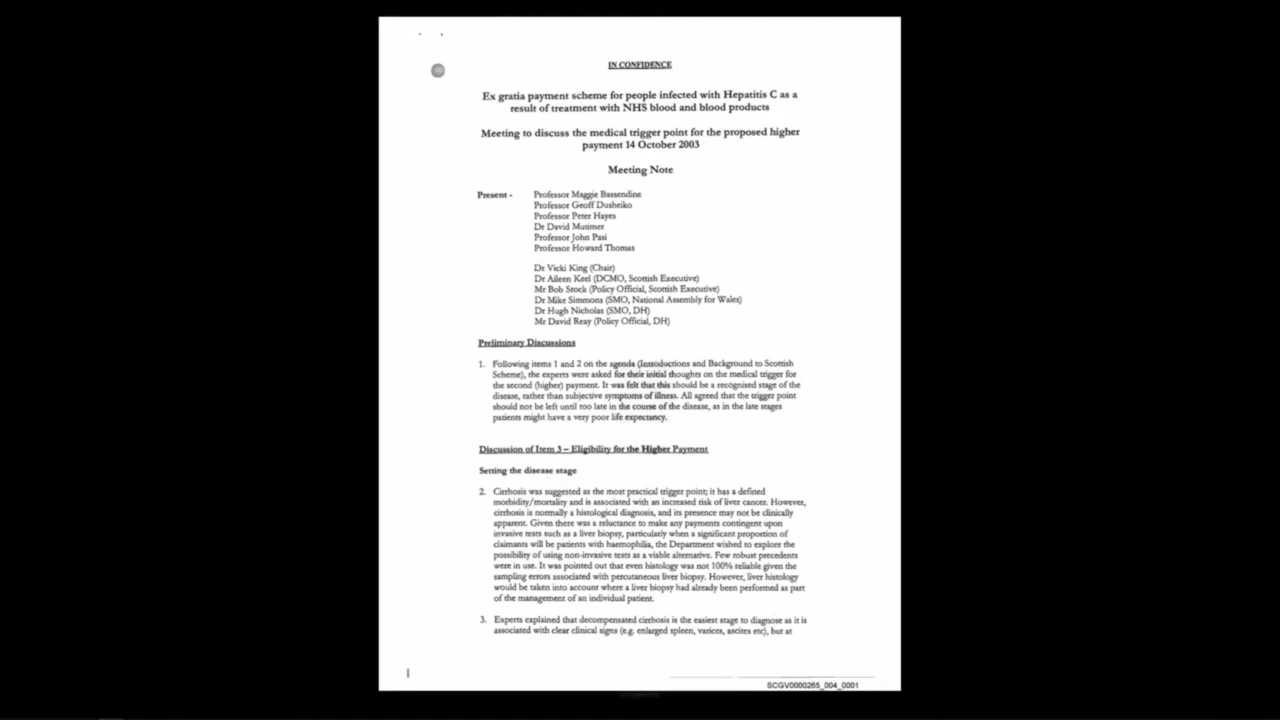 IN CONFIDENCE
Ex gratia payment scheme for people infected with Hepatitis C as a
result of treatment with NHS blood and blood products
Meeting to discuss the medical trigger point for the proposed higher
payment 14 October 2003
Meeting Note
Present - Professor Maggie Bassendine
Professor Geoff Dusheiko
Professor Peter Hayes
Dr David Mutimer
Professor John Pasi
Professor Howard Thomas
Dr Vicki King (Chair)
Dr Aileen Keel (DCMO, Scottish Executive)
Mr Bob Stock (Policy Official, Scottish Executive)
Dr Mike Simmons (SMO, National Assembly for Wales)
Dr Hugh Nicholas (SMO, DH)
Mr David Reay (Policy Official, DH)
Preliminary Discussions
1. Following items 1 and 2 on the agenda (Introductions and Background to Scottish
Scheme), the experts were asked for their initial thoughts on the medical trigger for
the second (higher) payment. It was felt that this should be a recognised stage of the
disease, rather than subjective symptoms of illness. All agreed that the trigger point
should not be left until too late in the course of the disease, as in the late stages
patients might have a very poor life expectancy.
Discussion of Item 3 – Eligibility for the Higher Payment
Setting the disease stage
2. Cirrhosis was suggested as the most practical trigger point; it has a defined
morbidity/mortality and is associated with an increased risk of liver cancer. However,
cirrhosis is normally a histological diagnosis, and its presence may not be clinically
apparent. Given there was a reluctance to make any payments contingent upon
invasive tests such as a liver biopsy, particularly when a significant proportion of
claimants will be patients with haemophilia, the Department wished to explore the
possibility of using non-invasive tests as a viable alternative. Few robust precedents
were in use. It was pointed out that even histology was not 100% reliable given the
sampling errors associated with percutaneous liver biopsy. However, liver histology
would be taken into account where a liver biopsy had already been performed as part
of the management of an individual patient.
3. Experts explained that decompensated cirrhosis is the easiest stage to diagnose as it is
associated with clear clinical signs (e.g. enlarged spleen, varices, ascites etc), but at
SCGV0000265_004_0001